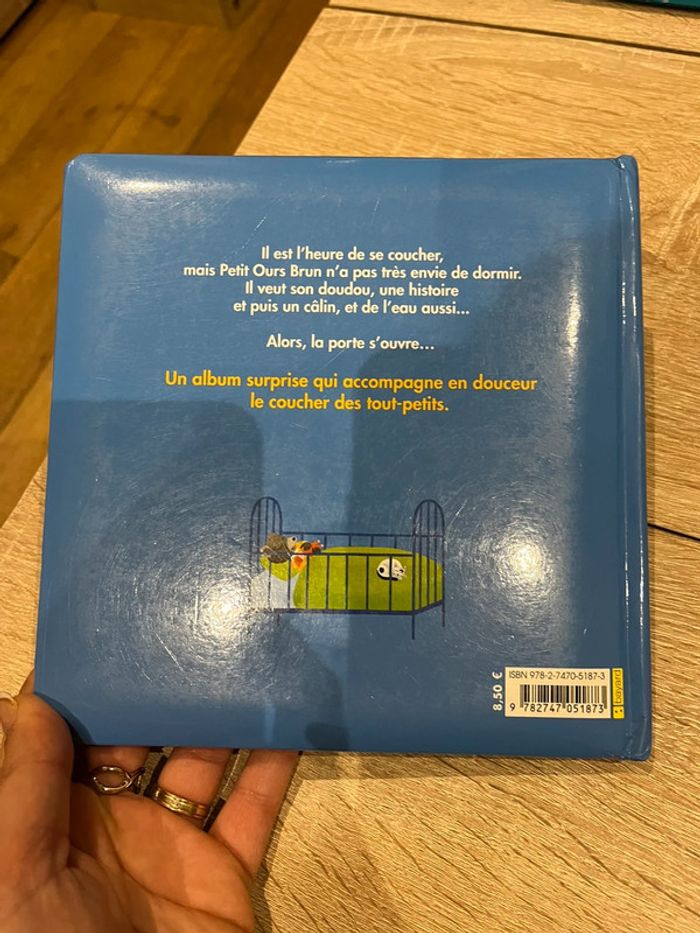 Il est l'heure de se coucher,
mais Petit Ours Brun n'a pas très envie de dormir.
Il veut son doudou, une histoire
et puis un câlin, et de l'eau aussi...
Alors, la porte s'ouvre...
Un album surprise qui accompagne en douceur
le coucher des tout-petits.
8,50 €
ISBN 978-2-7470-5187-3
9 782747 051873
bayard